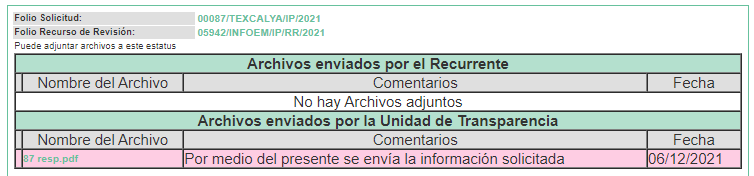 Folio Solicitud: 00087/TEXCALYA/IP/2021
Folio Recurso de Revisión: 05942/INFOEM/IP/RR/2021
Puede adjuntar archivos a este estatus
Archivos enviados por el Recurrente
Nombre del Archivo Comentarios Fecha
No hay Archivos adjuntos
Archivos enviados por la Unidad de Transparencia
Nombre del Archivo Comentarios Fecha
87 resp.pdf Por medio del presente se envía la información solicitada 06/12/2021